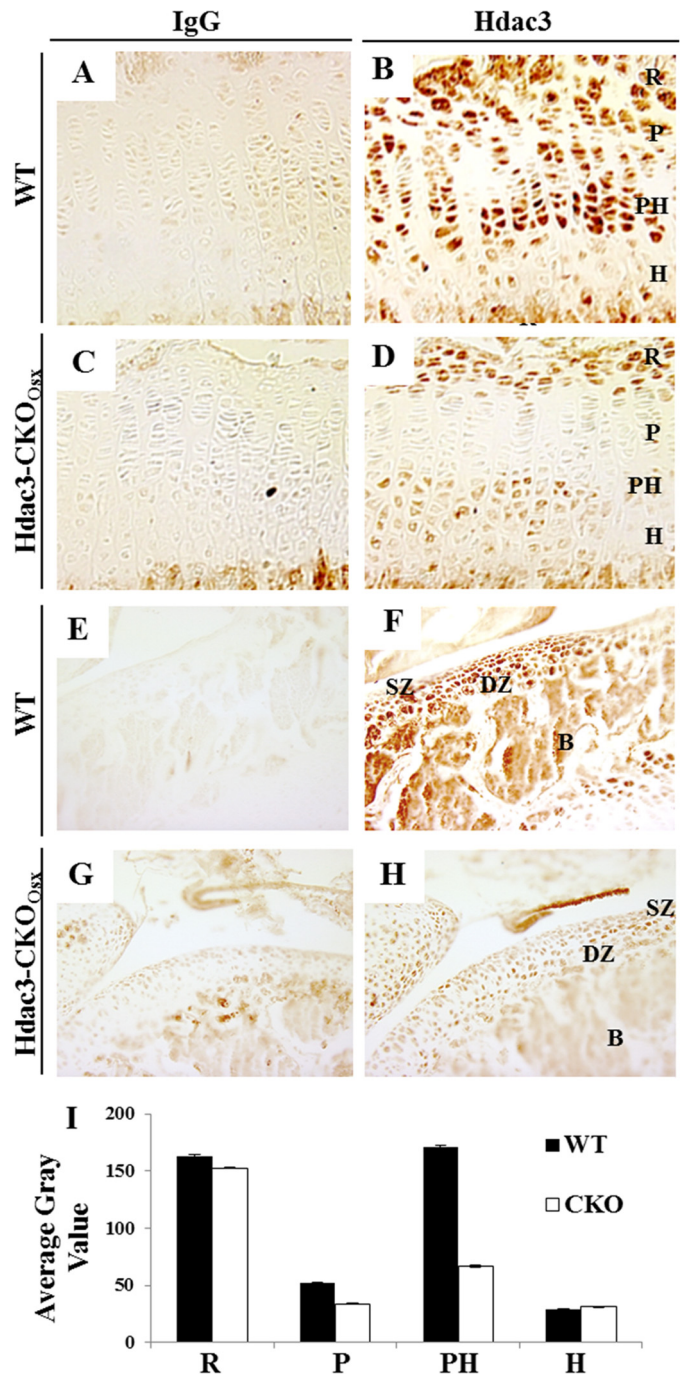 IgG Hdac3
WT
A
B
R
P
PH
H
Hdac3-CKOOsx
C
D
R
P
PH
H
WT
E
F
SZ
DZ
B
Hdac3-CKOOsx
G
H
SZ
DZ
B
I
Average Gray Value
200
150
100
50
0
WT
CKO
R P PH H